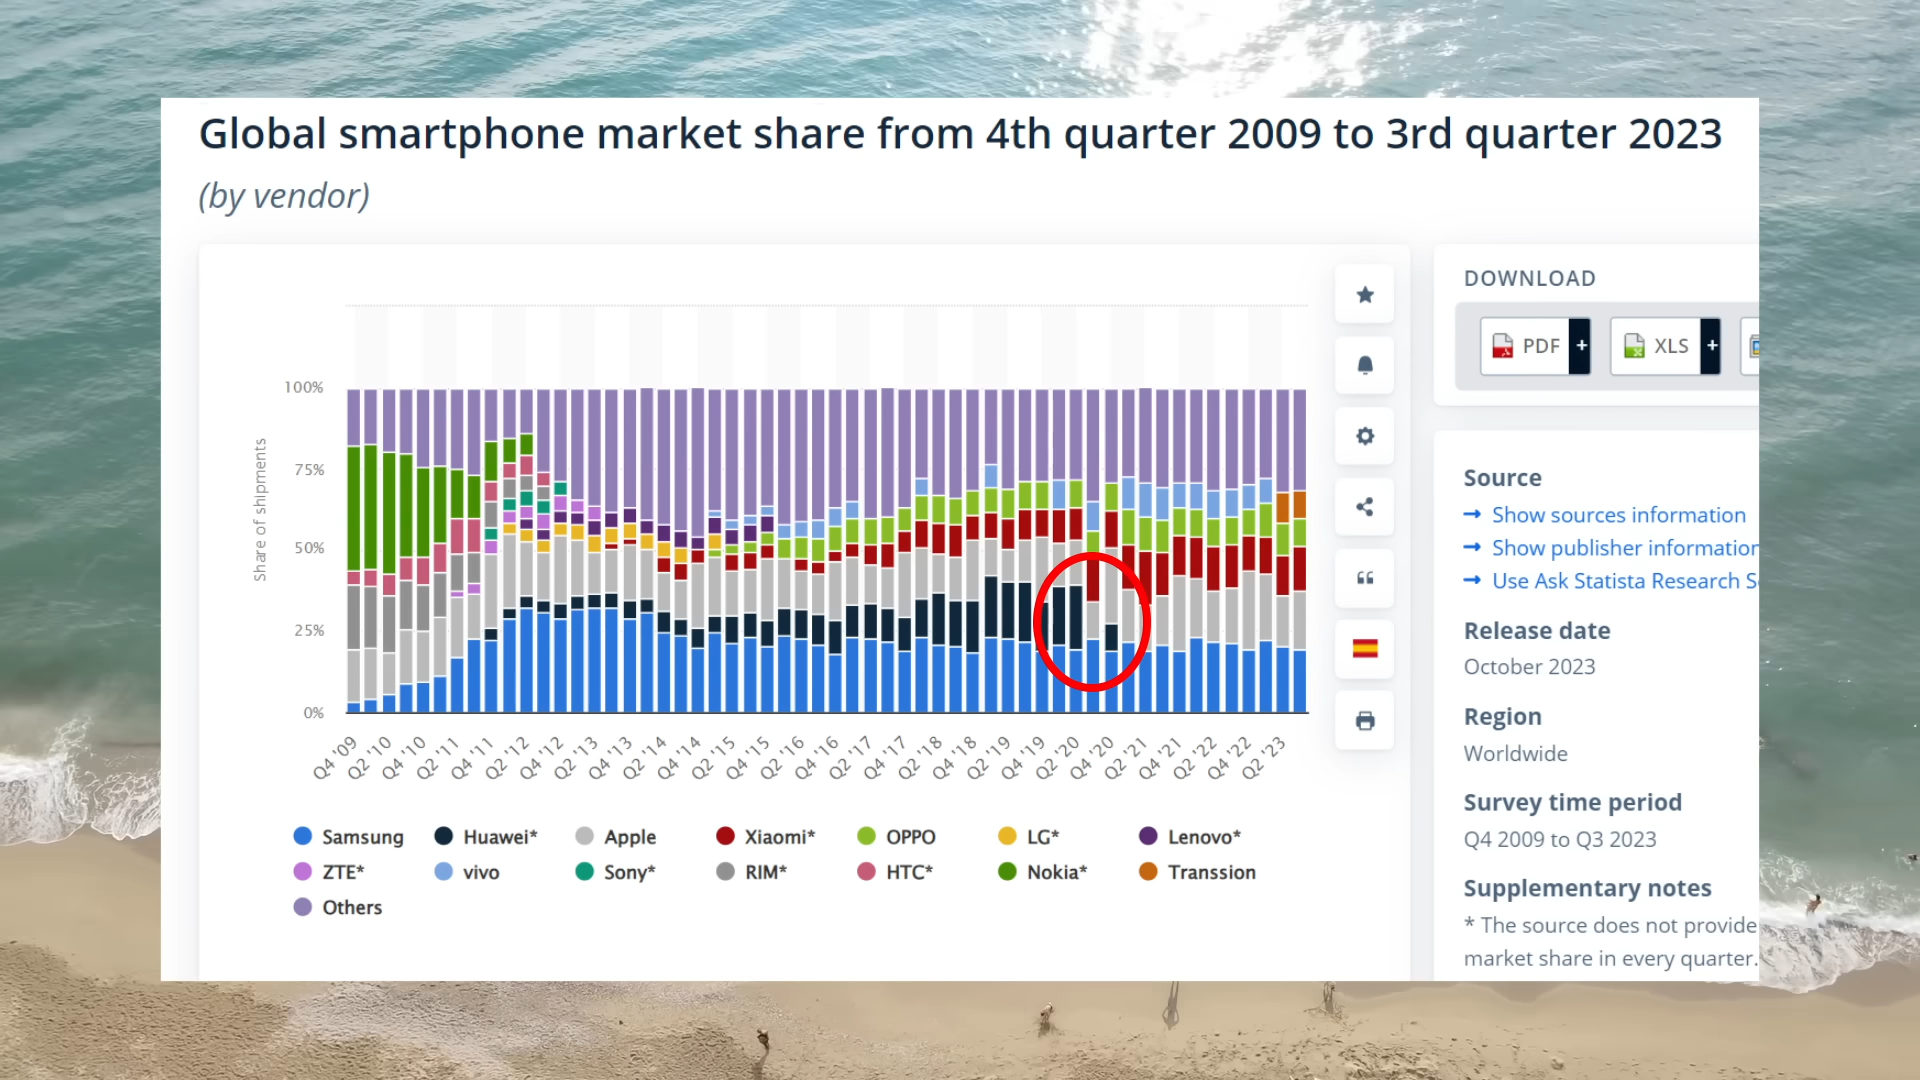 Global smartphone market share from 4th quarter 2009 to 3rd quarter 2023
(by vendor)
DOWNLOAD
PDF +
XLS +
100%
75%
50%
25%
0%
Share of shipments
Q4 '09
Q2 '10
Q4 '10
Q2 '11
Q4 '11
Q2 '12
Q4 '12
Q2 '13
Q4 '13
Q2 '14
Q4 '14
Q2 '15
Q4 '15
Q2 '16
Q4 '16
Q2 '17
Q4 '17
Q2 '18
Q4 '18
Q2 '19
Q4 '19
Q2 '20
Q4 '20
Q2 '21
Q4 '21
Q2 '22
Q4 '22
Q2 '23
Samsung
Huawei*
Apple
Xiaomi*
OPPO
LG*
Lenovo*
ZTE*
vivo
Sony*
RIM*
HTC*
Nokia*
Transsion
Others
Source
→ Show sources information
→ Show publisher information
→ Use Ask Statista Research S
Release date
October 2023
Region
Worldwide
Survey time period
Q4 2009 to Q3 2023
Supplementary notes
* The source does not provide
market share in every quarter.